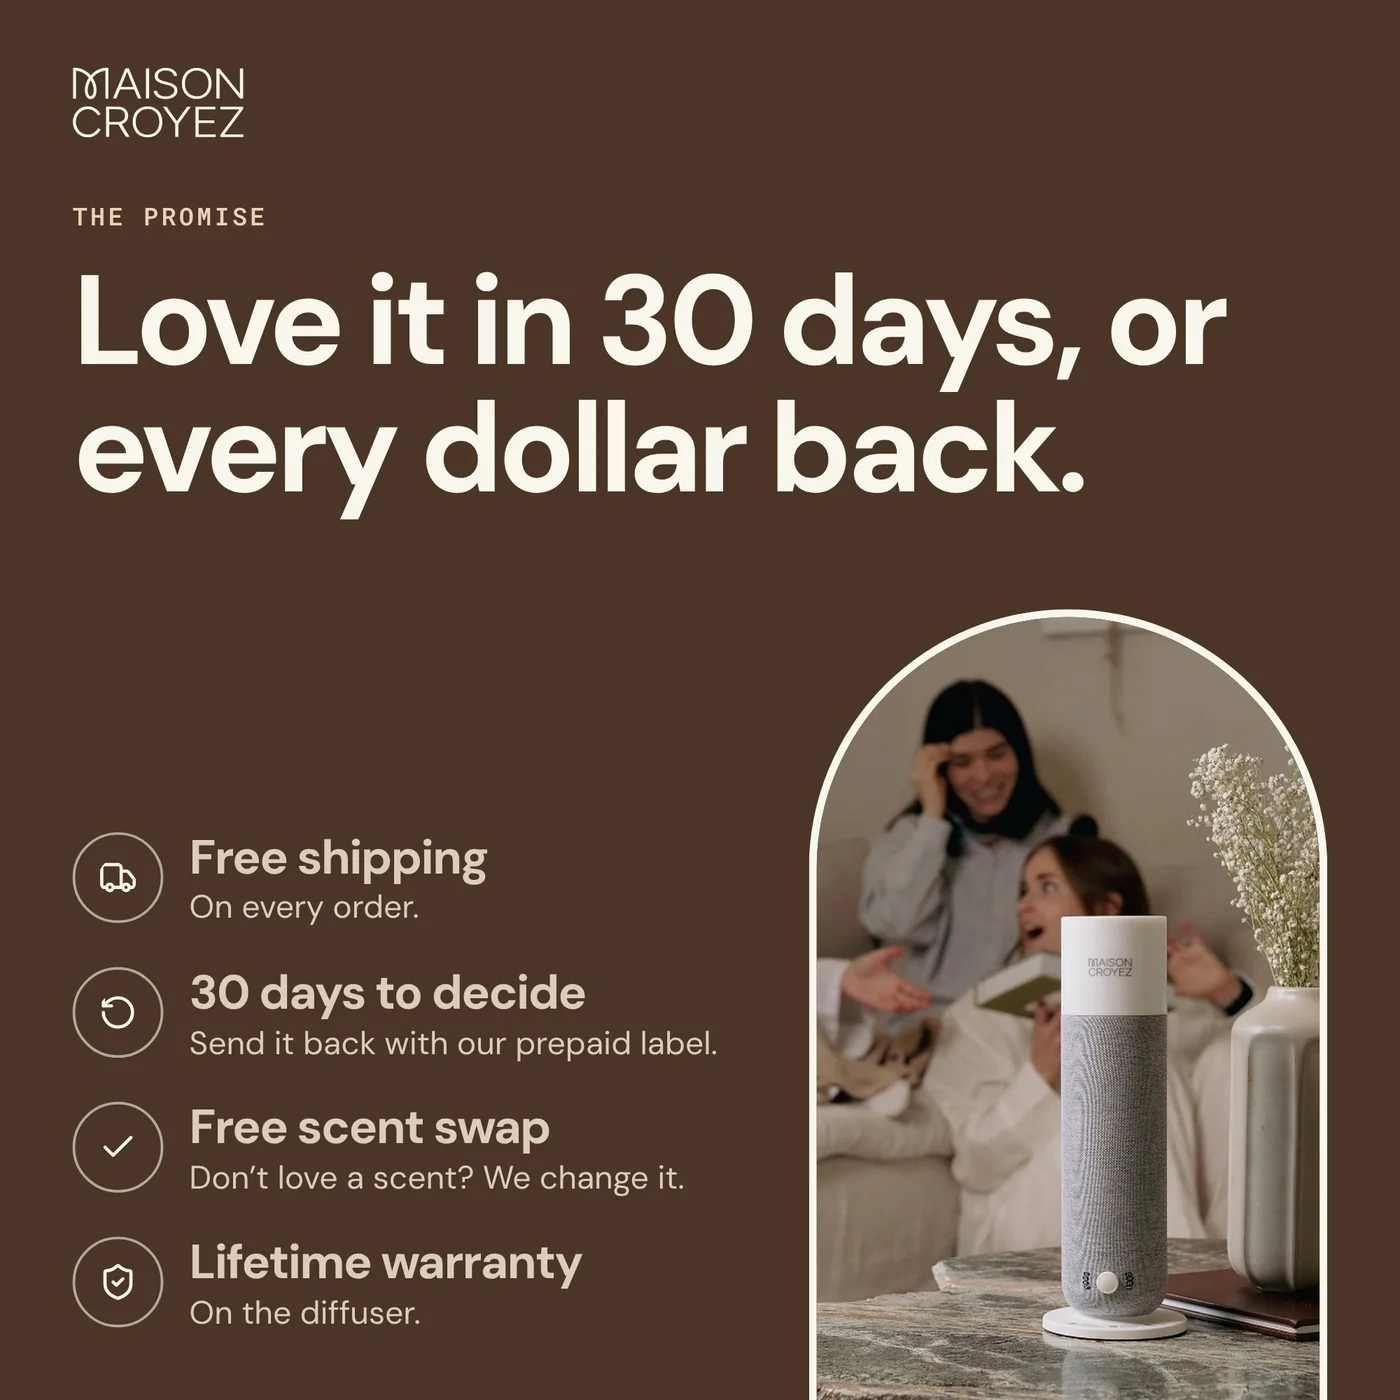 MAISON
CROYEZ
THE PROMISE
Love it in 30 days, or
every dollar back.
Free shipping
On every order.
30 days to decide
Send it back with our prepaid label.
Free scent swap
Don’t love a scent? We change it.
Lifetime warranty
On the diffuser.
MAISON
CROYEZ